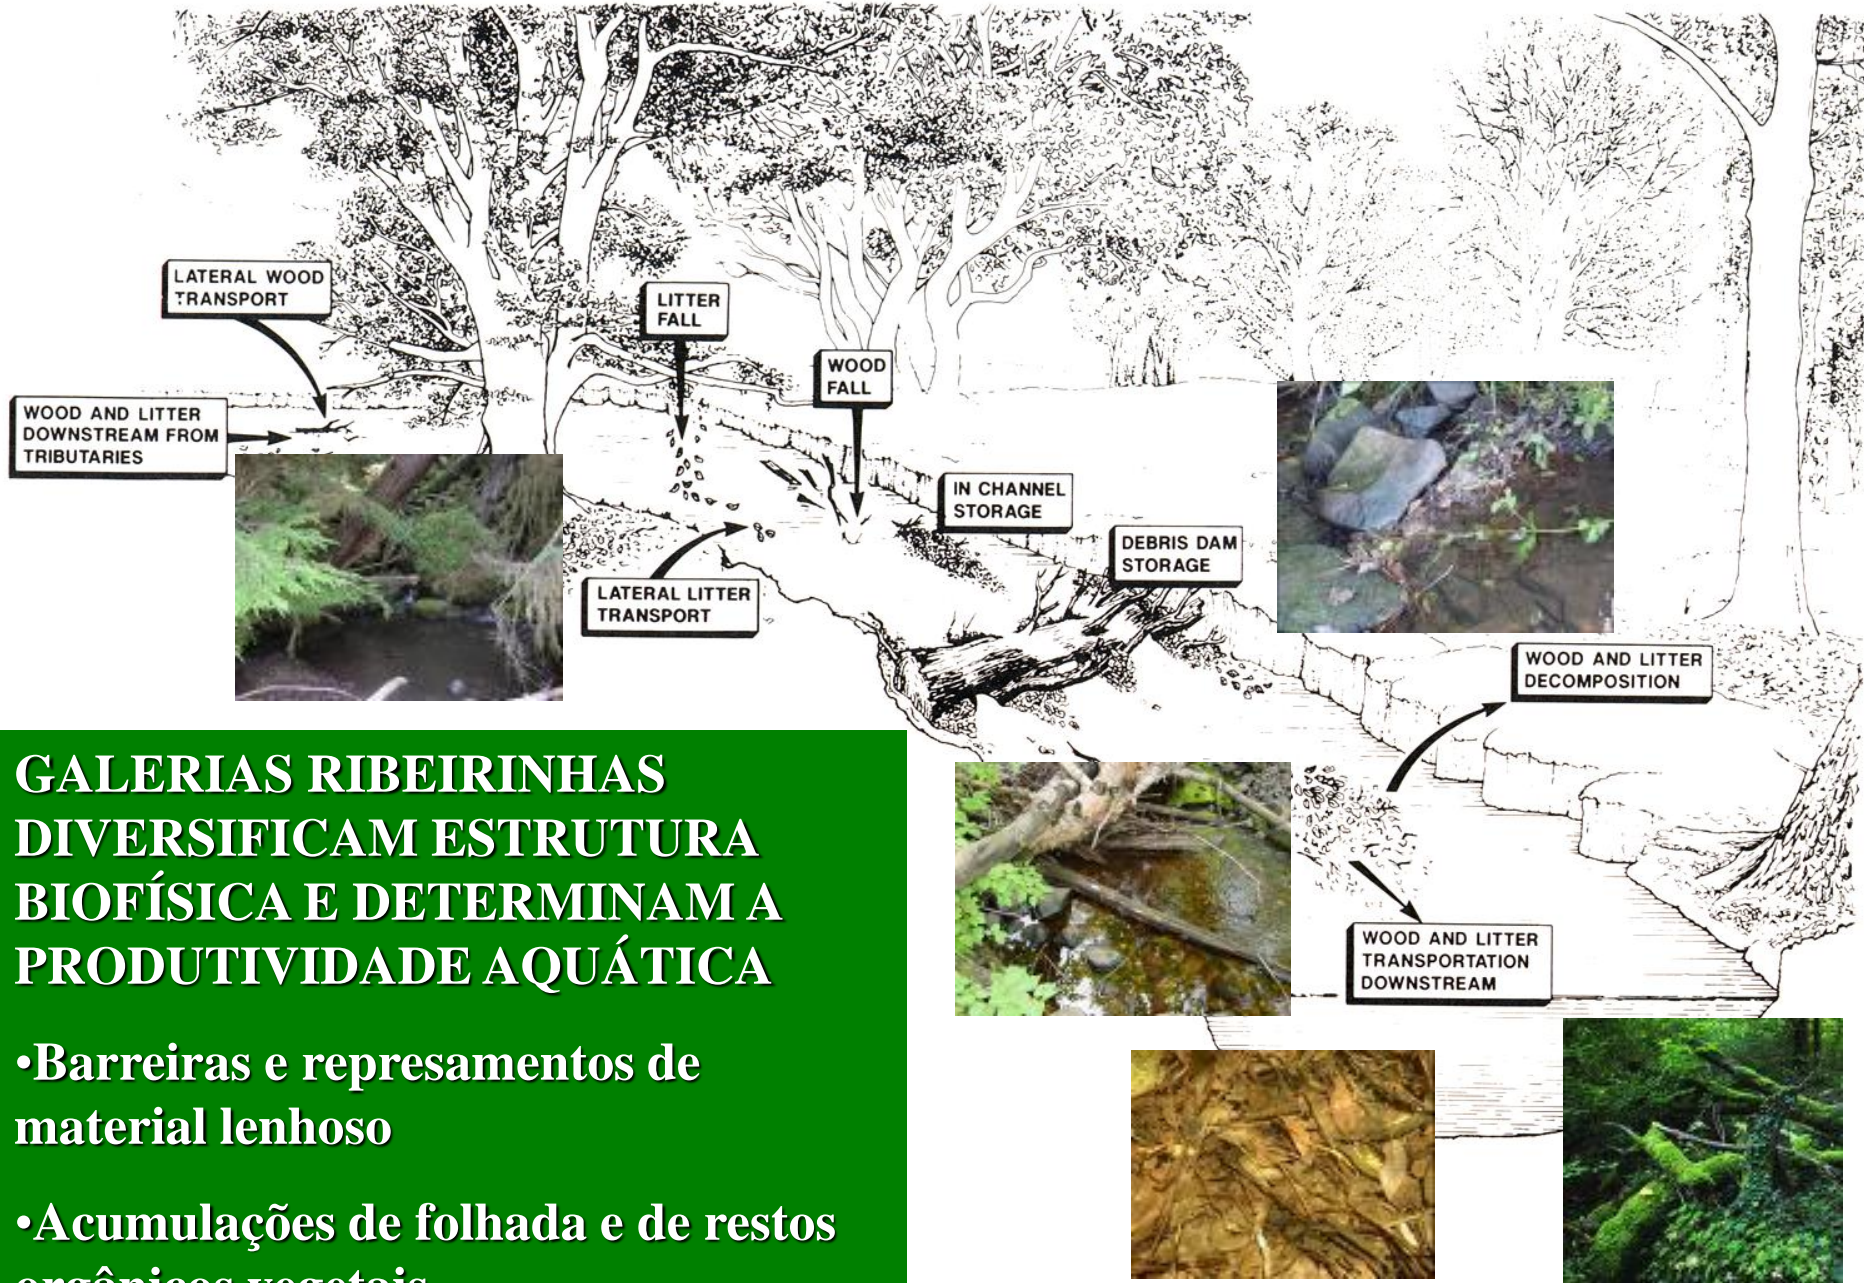 LATERAL WOOD
TRANSPORT
LITTER
FALL
WOOD
FALL
WOOD AND LITTER
DOWNSTREAM FROM
TRIBUTARIES
IN CHANNEL
STORAGE
DEBRIS DAM
STORAGE
LATERAL LITTER
TRANSPORT
WOOD AND LITTER
DECOMPOSITION
WOOD AND LITTER
TRANSPORTATION
DOWNSTREAM
GALERIAS RIBEIRINHAS
DIVERSIFICAM ESTRUTURA
BIOFÍSICA E DETERMINAM A
PRODUTIVIDADE AQUÁTICA
•Barreiras e represamentos de
material lenhoso
•Acumulações de folhada e de restos
orgânicos vegetais